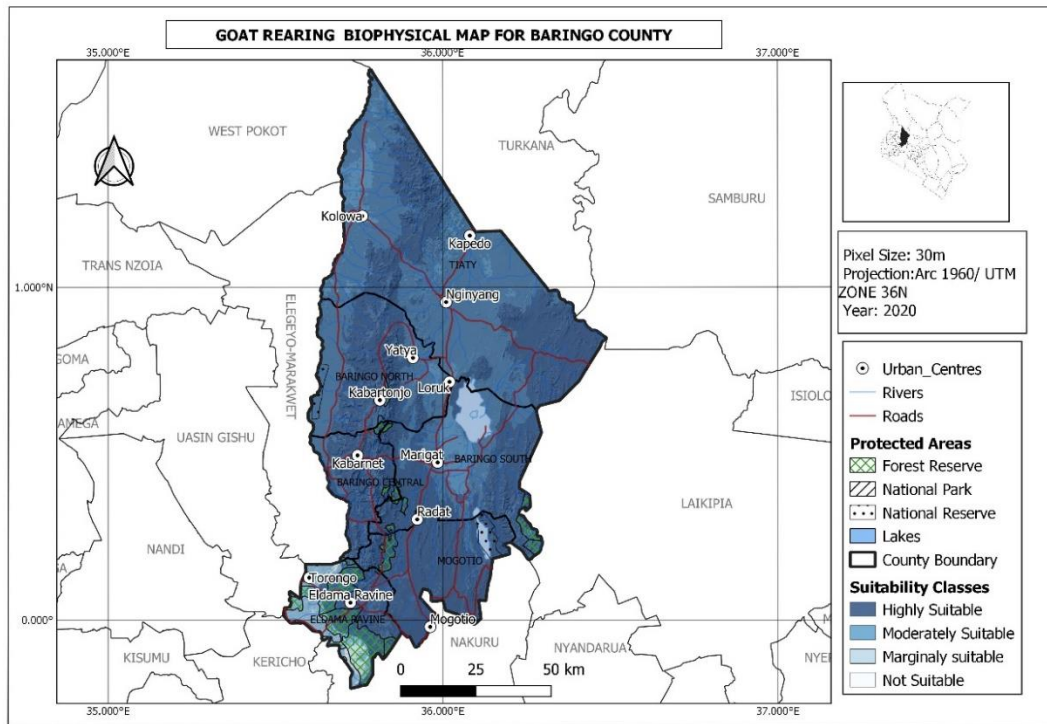 GOAT REARING BIOPHYSICAL MAP FOR BARINGO COUNTY
35.000°E
36.000°E
37.000°E
WEST POKOT
TURKANA
SAMBURU
Kolowa
Kapedo
TIATY
TRANS NZOIA
1.000°N
Nginyang
ELEGEYO-MARAKWET
GOMA
Yatya
BARINGO NORTH
Loruk
Kabartonjo
ISIOLO
AMEGA
UASIN GISHU
Marigat
BARINGO SOUTH
Kabarnet
BARINGO CENTRAL
LAIKIPIA
Radat
NANDI
MOGOTIO
GA
Torongo
Eldama Ravine
ELDAMA RAVINE
Mogotio
0.000°
NAKURU
NYANDARUA
M
KISUMU
KERICHO
NYER
0 25 50 km
35.000°E
36.000°E
37.000°E
Pixel Size: 30m
Projection:Arc 1960/ UTM
ZONE 36N
Year: 2020
Urban_Centres
Rivers
Roads
Protected Areas
Forest Reserve
National Park
National Reserve
Lakes
County Boundary
Suitability Classes
Highly Suitable
Moderately Suitable
Marginaly suitable
Not Suitable